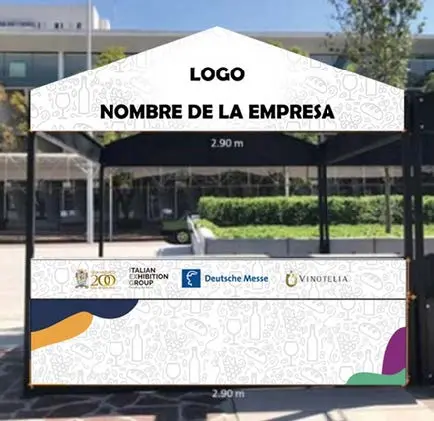 LOGO
NOMBRE DE LA EMPRESA
2.90 m
200
ITALIAN
EXHIBITION
GROUP
Deutsche Messe
VINOTELIA
2.90 m